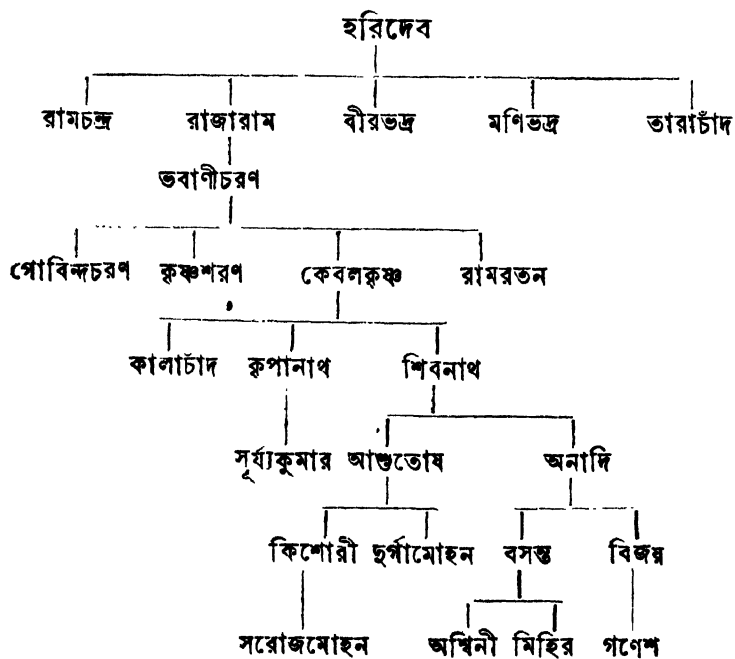 হরিদেব
রামচন্দ্র রাজারাম বীরভদ্র মণিভদ্র তারাচাঁদ
ভবাণীচরণ
গোবিন্দচরণ কৃষ্ণশরণ কেবলকৃষ্ণ রামরতন
কালাচাঁদ কৃপানাথ শিবনাথ
সূর্য্যকুমার আশুতোষ অনাদি
কিশোরী দুর্গামোহন বসন্ত বিজয়
সরোজমোহন অশ্বিনী মিহির গণেশ